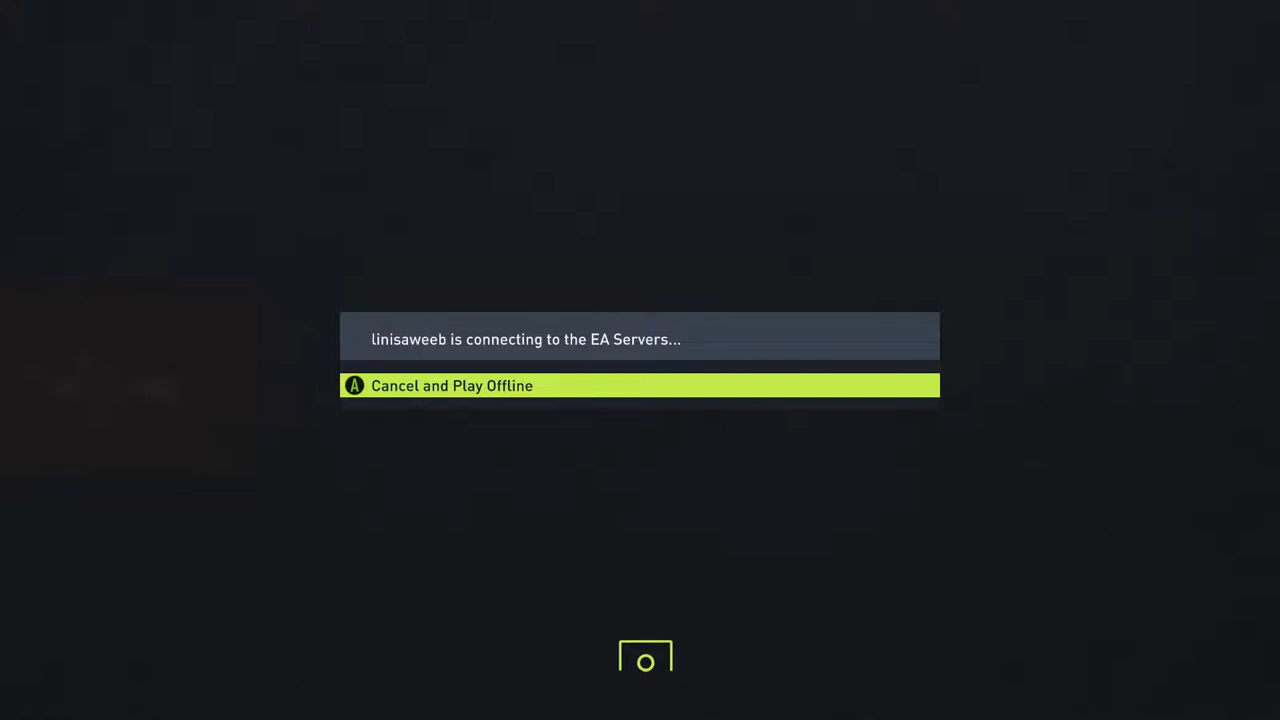 linisaweeb is connecting to the EA Servers...
A Cancel and Play Offline